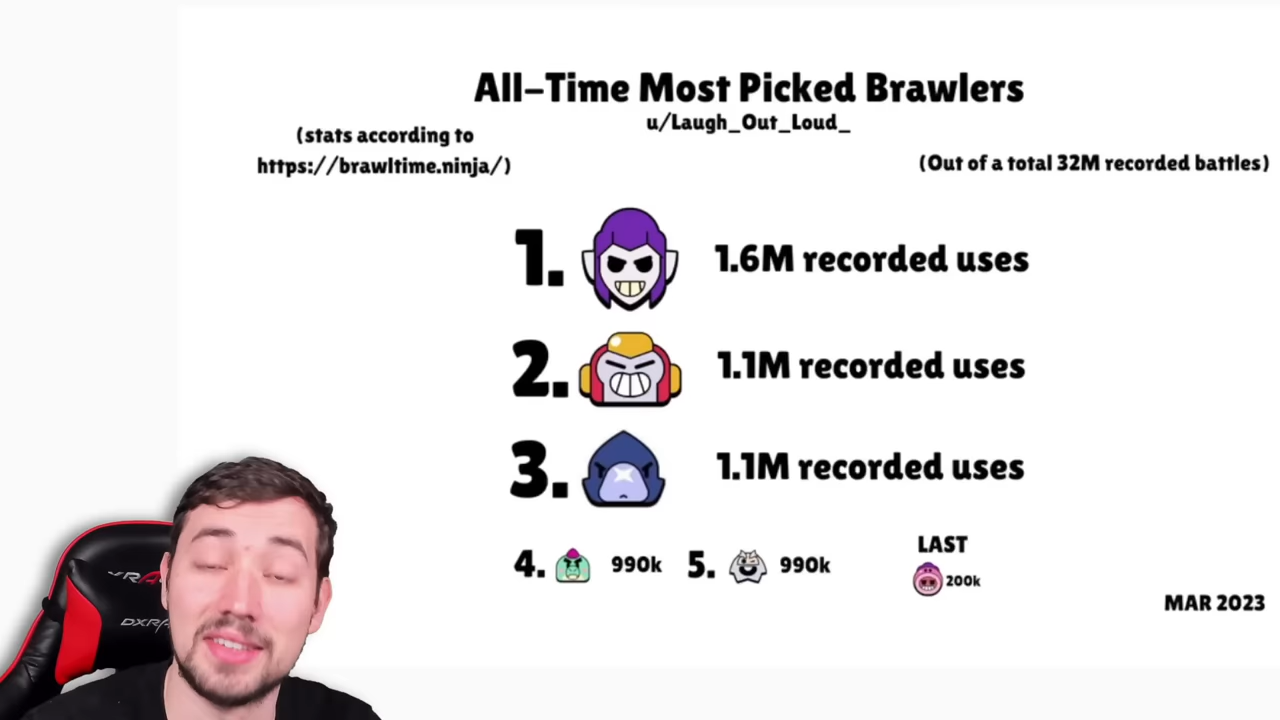 All-Time Most Picked Brawlers
u/Laugh_Out_Loud_
(stats according to
https://brawltime.ninja/)
(Out of a total 32M recorded battles)
1. 1.6M recorded uses
2. 1.1M recorded uses
3. 1.1M recorded uses
4. 990k 5. 990k
LAST
200k
MAR 2023